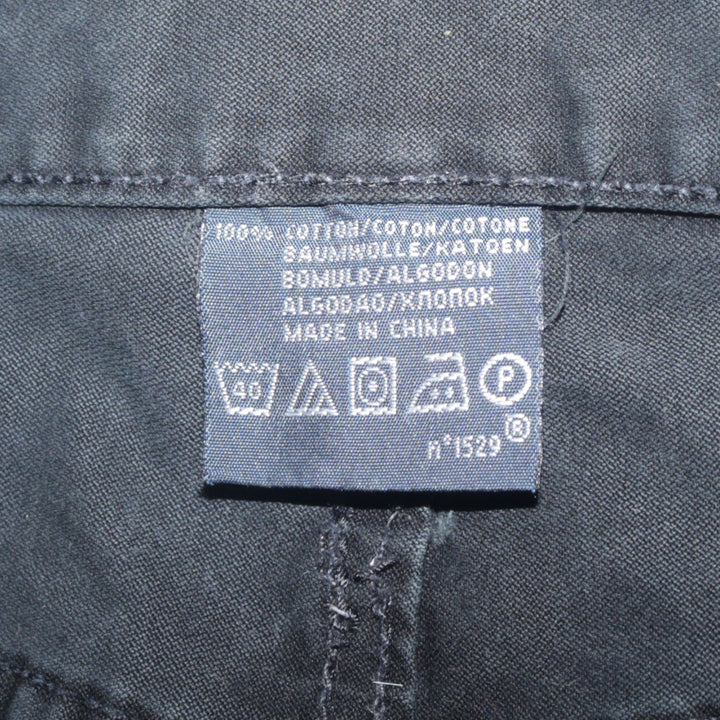 100% COTTON/COTON/COTONE
BAUMWOLLE/KATOEN
BOMULD/ALGODON
ALGODAO/ХЛОПОК
MADE IN CHINA
40 P
n°1529 ®